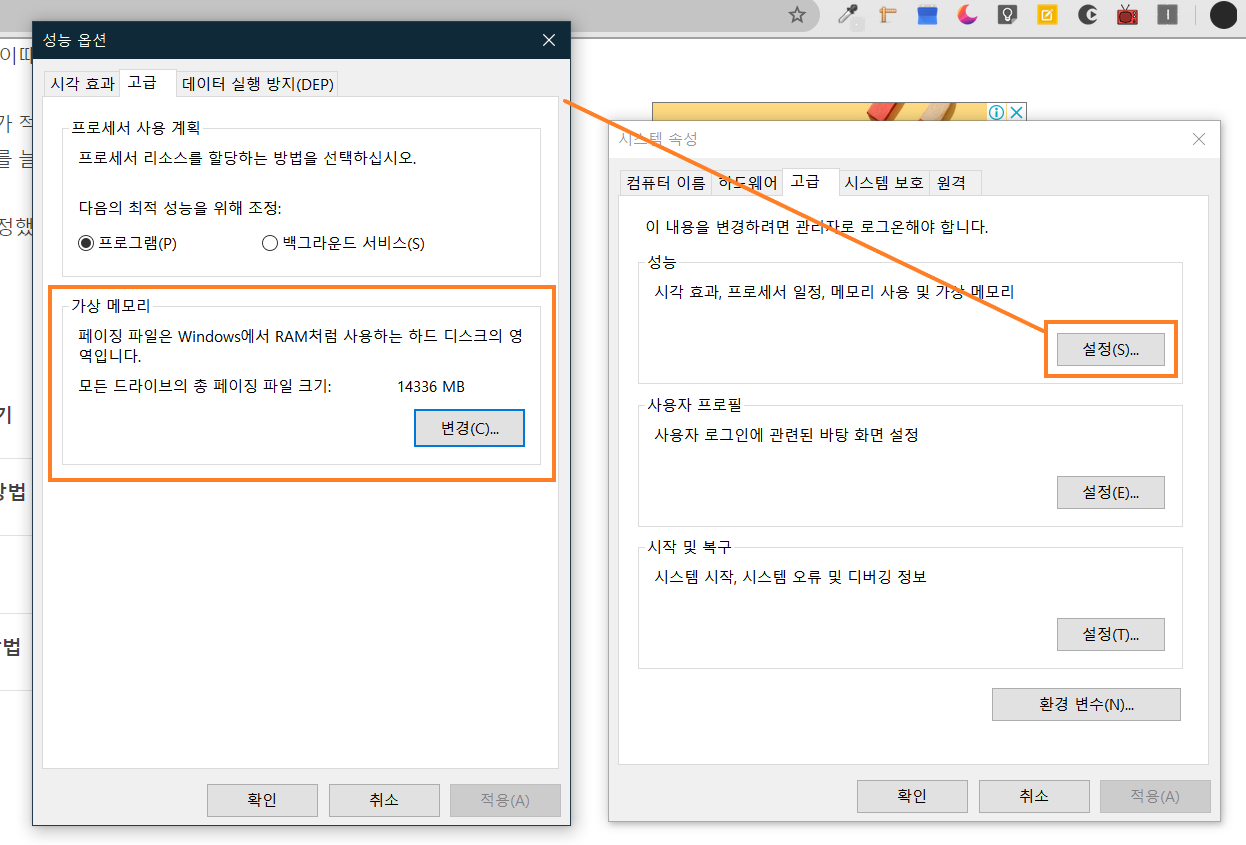 성능 옵션
시각 효과
고급
데이터 실행 방지(DEP)
프로세서 사용 계획
프로세서 리소스를 할당하는 방법을 선택하십시오.
다음의 최적 성능을 위해 조정:
프로그램(P)
백그라운드 서비스(S)
가상 메모리
페이징 파일은 Windows에서 RAM처럼 사용하는 하드 디스크의 영
역입니다.
모든 드라이브의 총 페이징 파일 크기:
14336 MB
변경(C)...
확인
취소
적용(A)
시스템 속성
컴퓨터 이름
하드웨어
고급
시스템 보호
원격
이 내용을 변경하려면 관리자로 로그온해야 합니다.
성능
시각 효과, 프로세서 일정, 메모리 사용 및 가상 메모리
설정(S)...
사용자 프로필
사용자 로그인에 관련된 바탕 화면 설정
설정(E)...
시작 및 복구
시스템 시작, 시스템 오류 및 디버깅 정보
설정(T)...
환경 변수(N)...
확인
취소
적용(A)